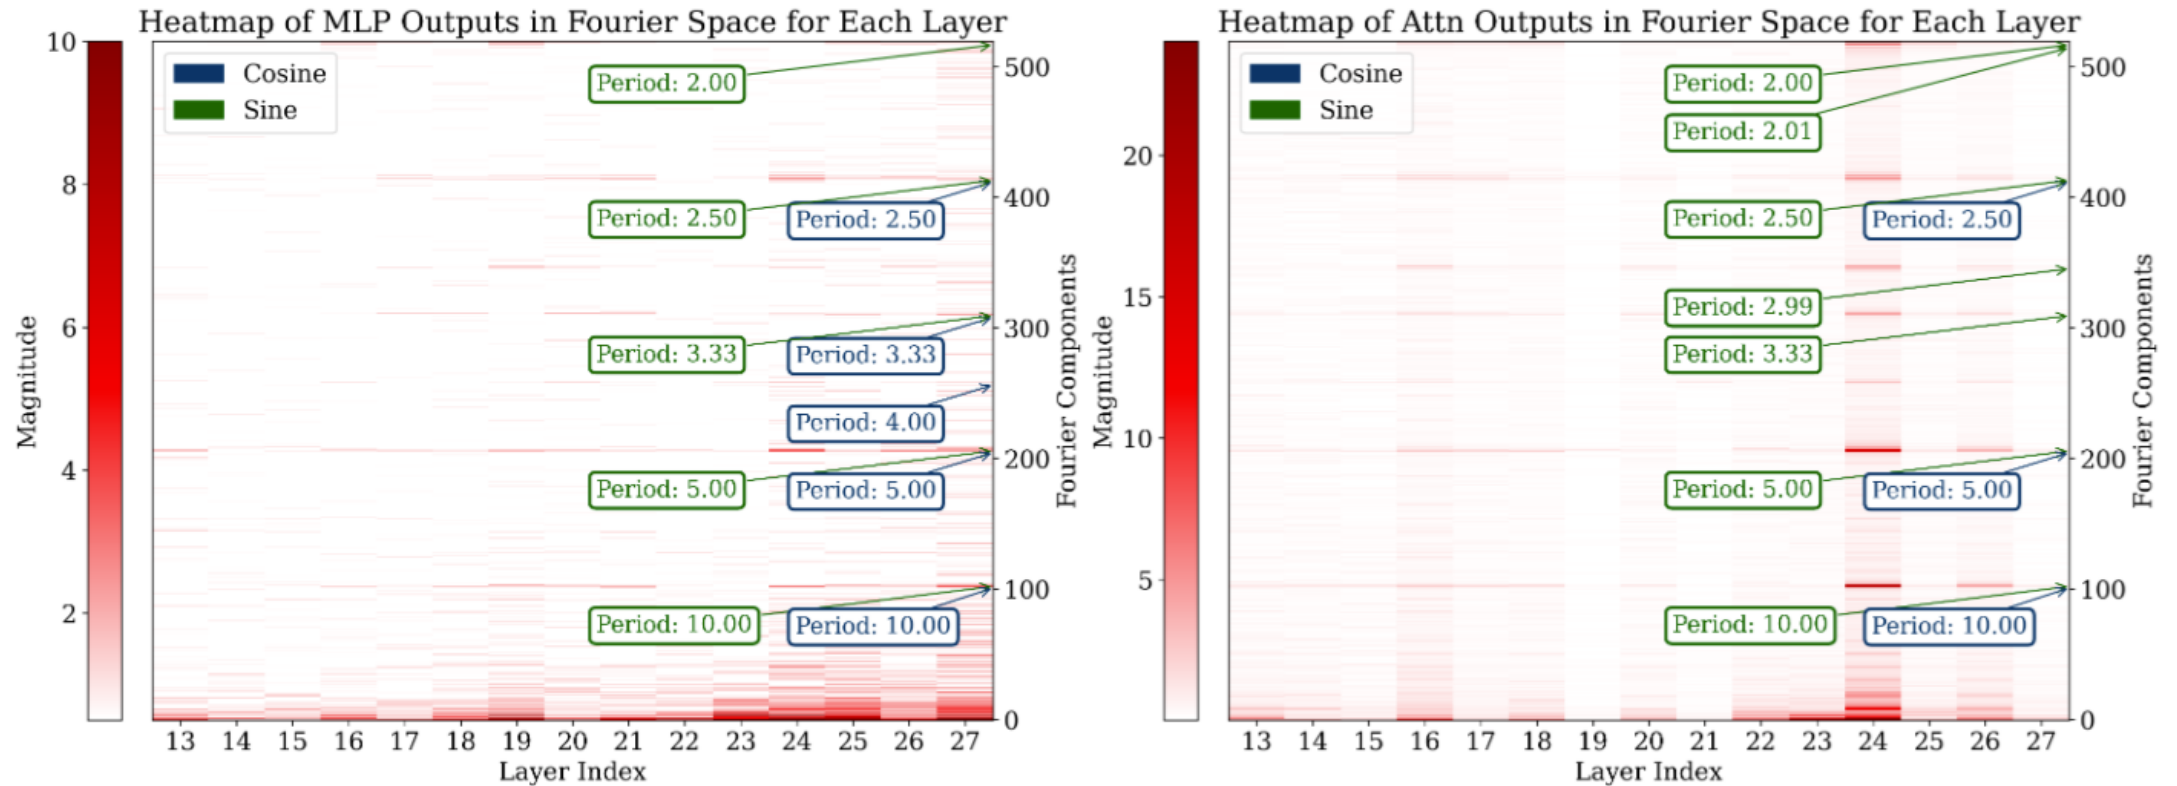 Heatmap of MLP Outputs in Fourier Space for Each Layer
10
8
6
4
2
Magnitude
Cosine
Sine
Period: 2.00
Period: 2.50
Period: 2.50
Period: 3.33
Period: 3.33
Period: 4.00
Period: 5.00
Period: 5.00
Period: 10.00
Period: 10.00
500
400
300
200
100
0
Fourier Components
13 14 15 16 17 18 19 20 21 22 23 24 25 26 27
Layer Index
Heatmap of Attn Outputs in Fourier Space for Each Layer
20
15
10
5
Magnitude
Cosine
Sine
Period: 2.00
Period: 2.01
Period: 2.50
Period: 2.50
Period: 2.99
Period: 3.33
Period: 5.00
Period: 5.00
Period: 10.00
Period: 10.00
500
400
300
200
100
0
Fourier Components
13 14 15 16 17 18 19 20 21 22 23 24 25 26 27
Layer Index